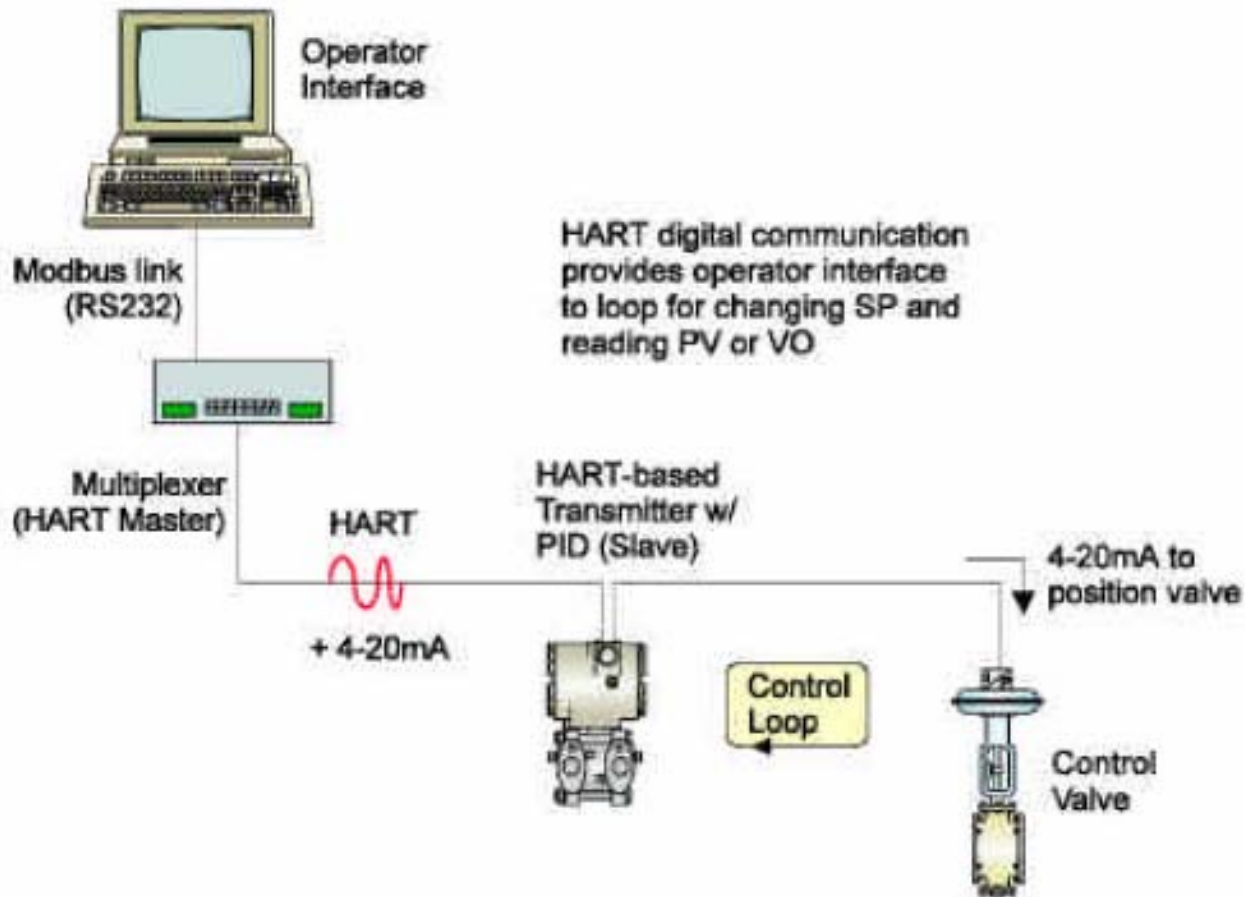 Operator
Interface
Modbus link
(RS232)
HART digital communication
provides operator interface
to loop for changing SP and
reading PV or VO
Multiplexer
(HART Master)
HART
+ 4-20mA
HART-based
Transmitter w/
PID (Slave)
4-20mA to
position valve
Control
Loop
Control
Valve